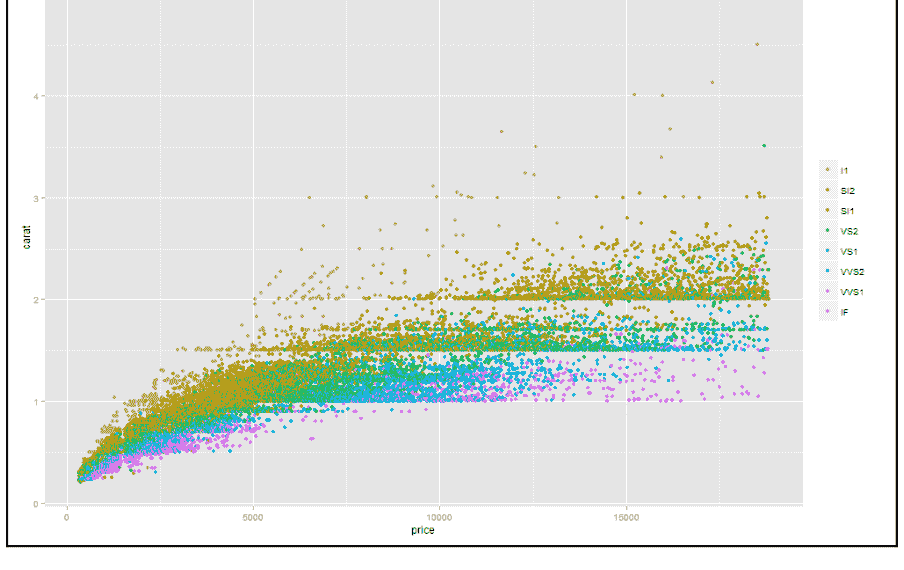 4
3
2
1
0
carat
0
5000
10000
15000
price
I1
SI2
SI1
VS2
VS1
VVS2
VVS1
IF